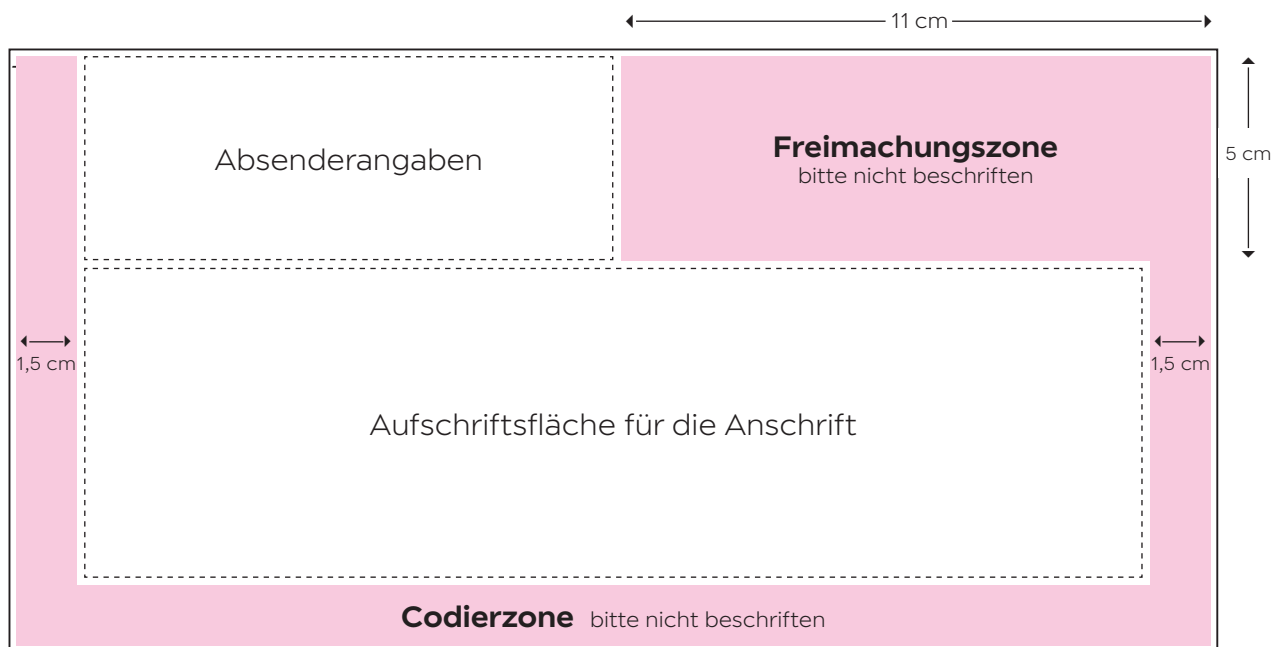 11 cm
Absenderangaben
Freimachungszone
bitte nicht beschriften
5 cm
1,5 cm
1,5 cm
Aufschriftsfläche für die Anschrift
Codierzone bitte nicht beschriften